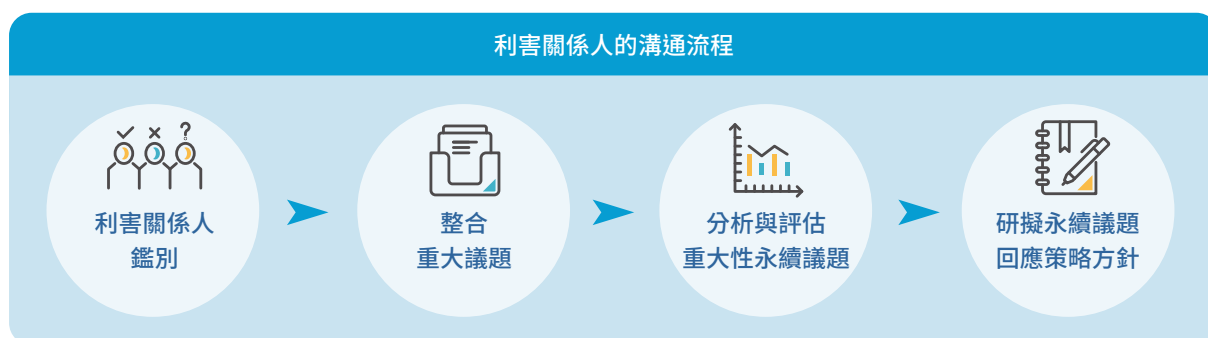 利害關係人的溝通流程
利害關係人
鑑別
整合
重大議題
分析與評估
重大性永續議題
研擬永續議題
回應策略方針